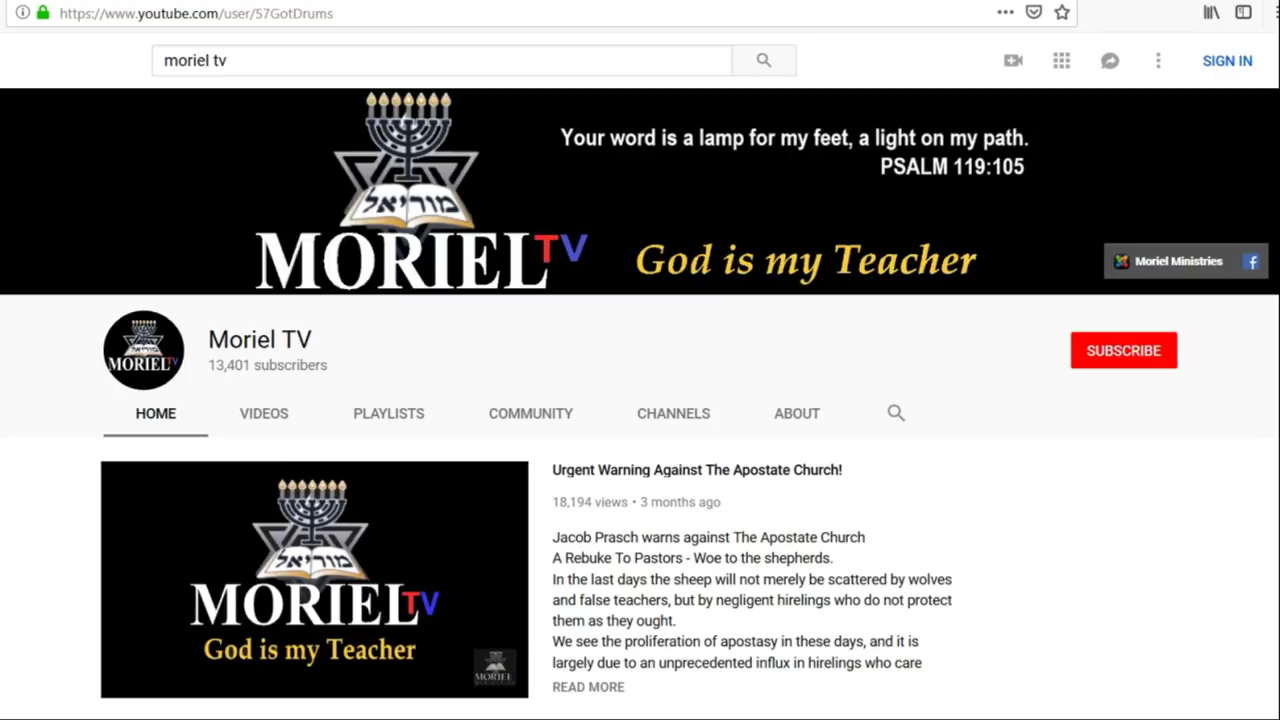 https://www.youtube.com/user/57GotDrums
moriel tv
SIGN IN
Your word is a lamp for my feet, a light on my path.
PSALM 119:105
מוריאל
MORIELTV
God is my Teacher
Moriel Ministries
MORIELTV
Moriel TV
13,401 subscribers
SUBSCRIBE
HOME VIDEOS PLAYLISTS COMMUNITY CHANNELS ABOUT
מוריאל
MORIELTV
God is my Teacher
MORIEL
Urgent Warning Against The Apostate Church!
18,194 views • 3 months ago
Jacob Prasch warns against The Apostate Church
A Rebuke To Pastors - Woe to the shepherds.
In the last days the sheep will not merely be scattered by wolves
and false teachers, but by negligent hirelings who do not protect
them as they ought.
We see the proliferation of apostasy in these days, and it is
largely due to an unprecedented influx in hirelings who care
READ MORE